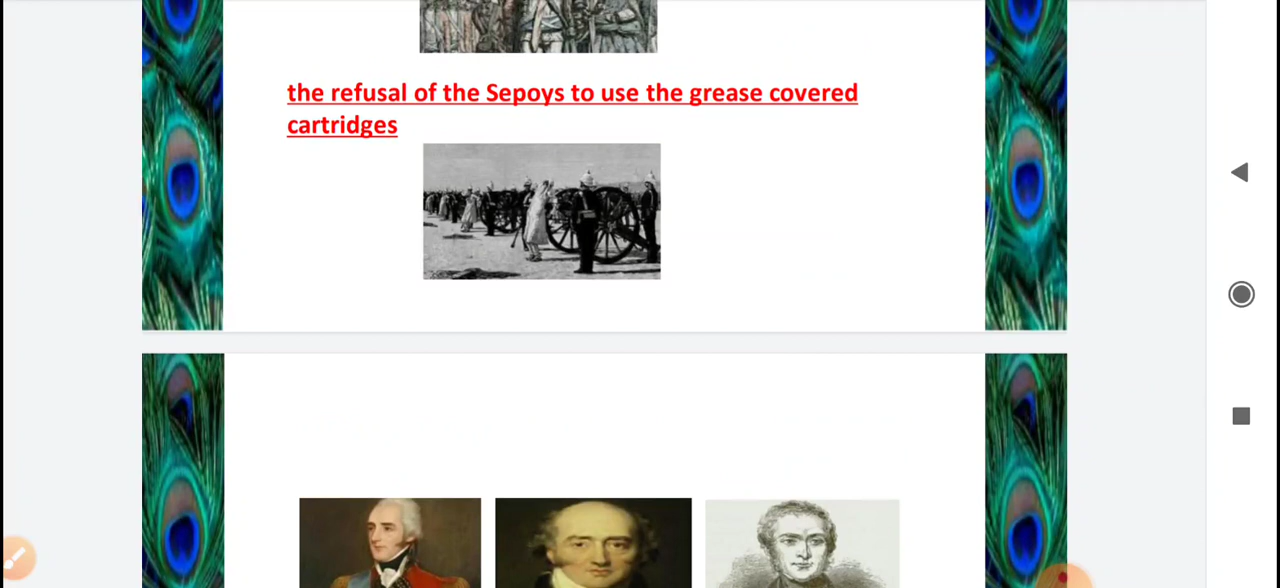 the refusal of the Sepoys to use the grease covered
cartridges